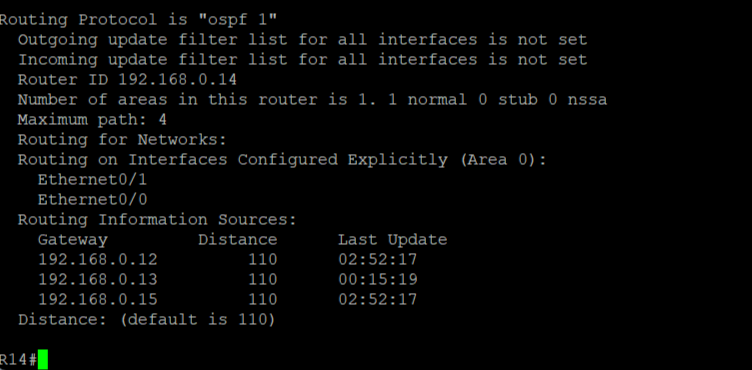 Routing Protocol is "ospf 1"
Outgoing update filter list for all interfaces is not set
Incoming update filter list for all interfaces is not set
Router ID 192.168.0.14
Number of areas in this router is 1. 1 normal 0 stub 0 nssa
Maximum path: 4
Routing for Networks:
Routing on Interfaces Configured Explicitly (Area 0):
Ethernet0/1
Ethernet0/0
Routing Information Sources:
Gateway Distance Last Update
192.168.0.12 110 02:52:17
192.168.0.13 110 00:15:19
192.168.0.15 110 02:52:17
Distance: (default is 110)
R14#